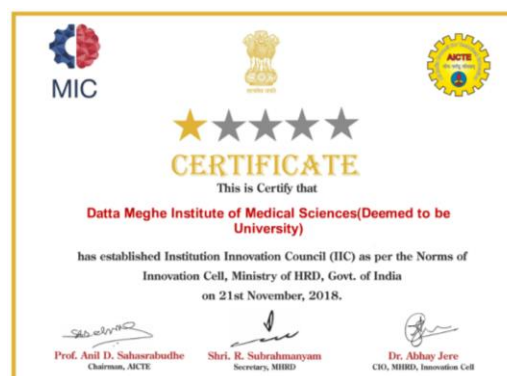 MIC
AICTE
CERTIFICATE
This is Certify that
Datta Meghe Institute of Medical Sciences(Deemed to be
University)
has established Institution Innovation Council (IIC) as per the Norms of
Innovation Cell, Ministry of HRD, Govt. of India
on 21st November, 2018.
Prof. Anil D. Sahasrabudhe
Chairman, AICTE
Shri. R. Subrahmanyam
Secretary, MHRD
Dr. Abhay Jere
CIO, MHRD, Innovation Cell